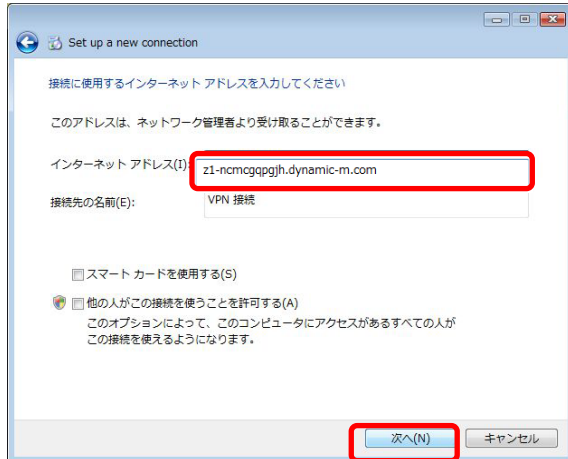 Set up a new connection
接続に使用するインターネット アドレスを入力してください
このアドレスは、ネットワーク管理者より受け取ることができます。
インターネット アドレス(I):
z1-ncmcgqpgjh.dynamic-m.com
接続先の名前(E):
VPN 接続
スマート カードを使用する(S)
他の人がこの接続を使うことを許可する(A)
このオプションによって、このコンピュータにアクセスがあるすべての人が
この接続を使えるようになります。
次へ(N)
キャンセル